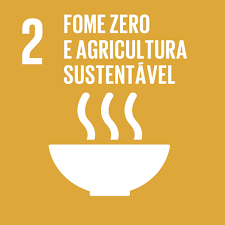 2
FOME ZERO
E AGRICULTURA
SUSTENTÁVEL